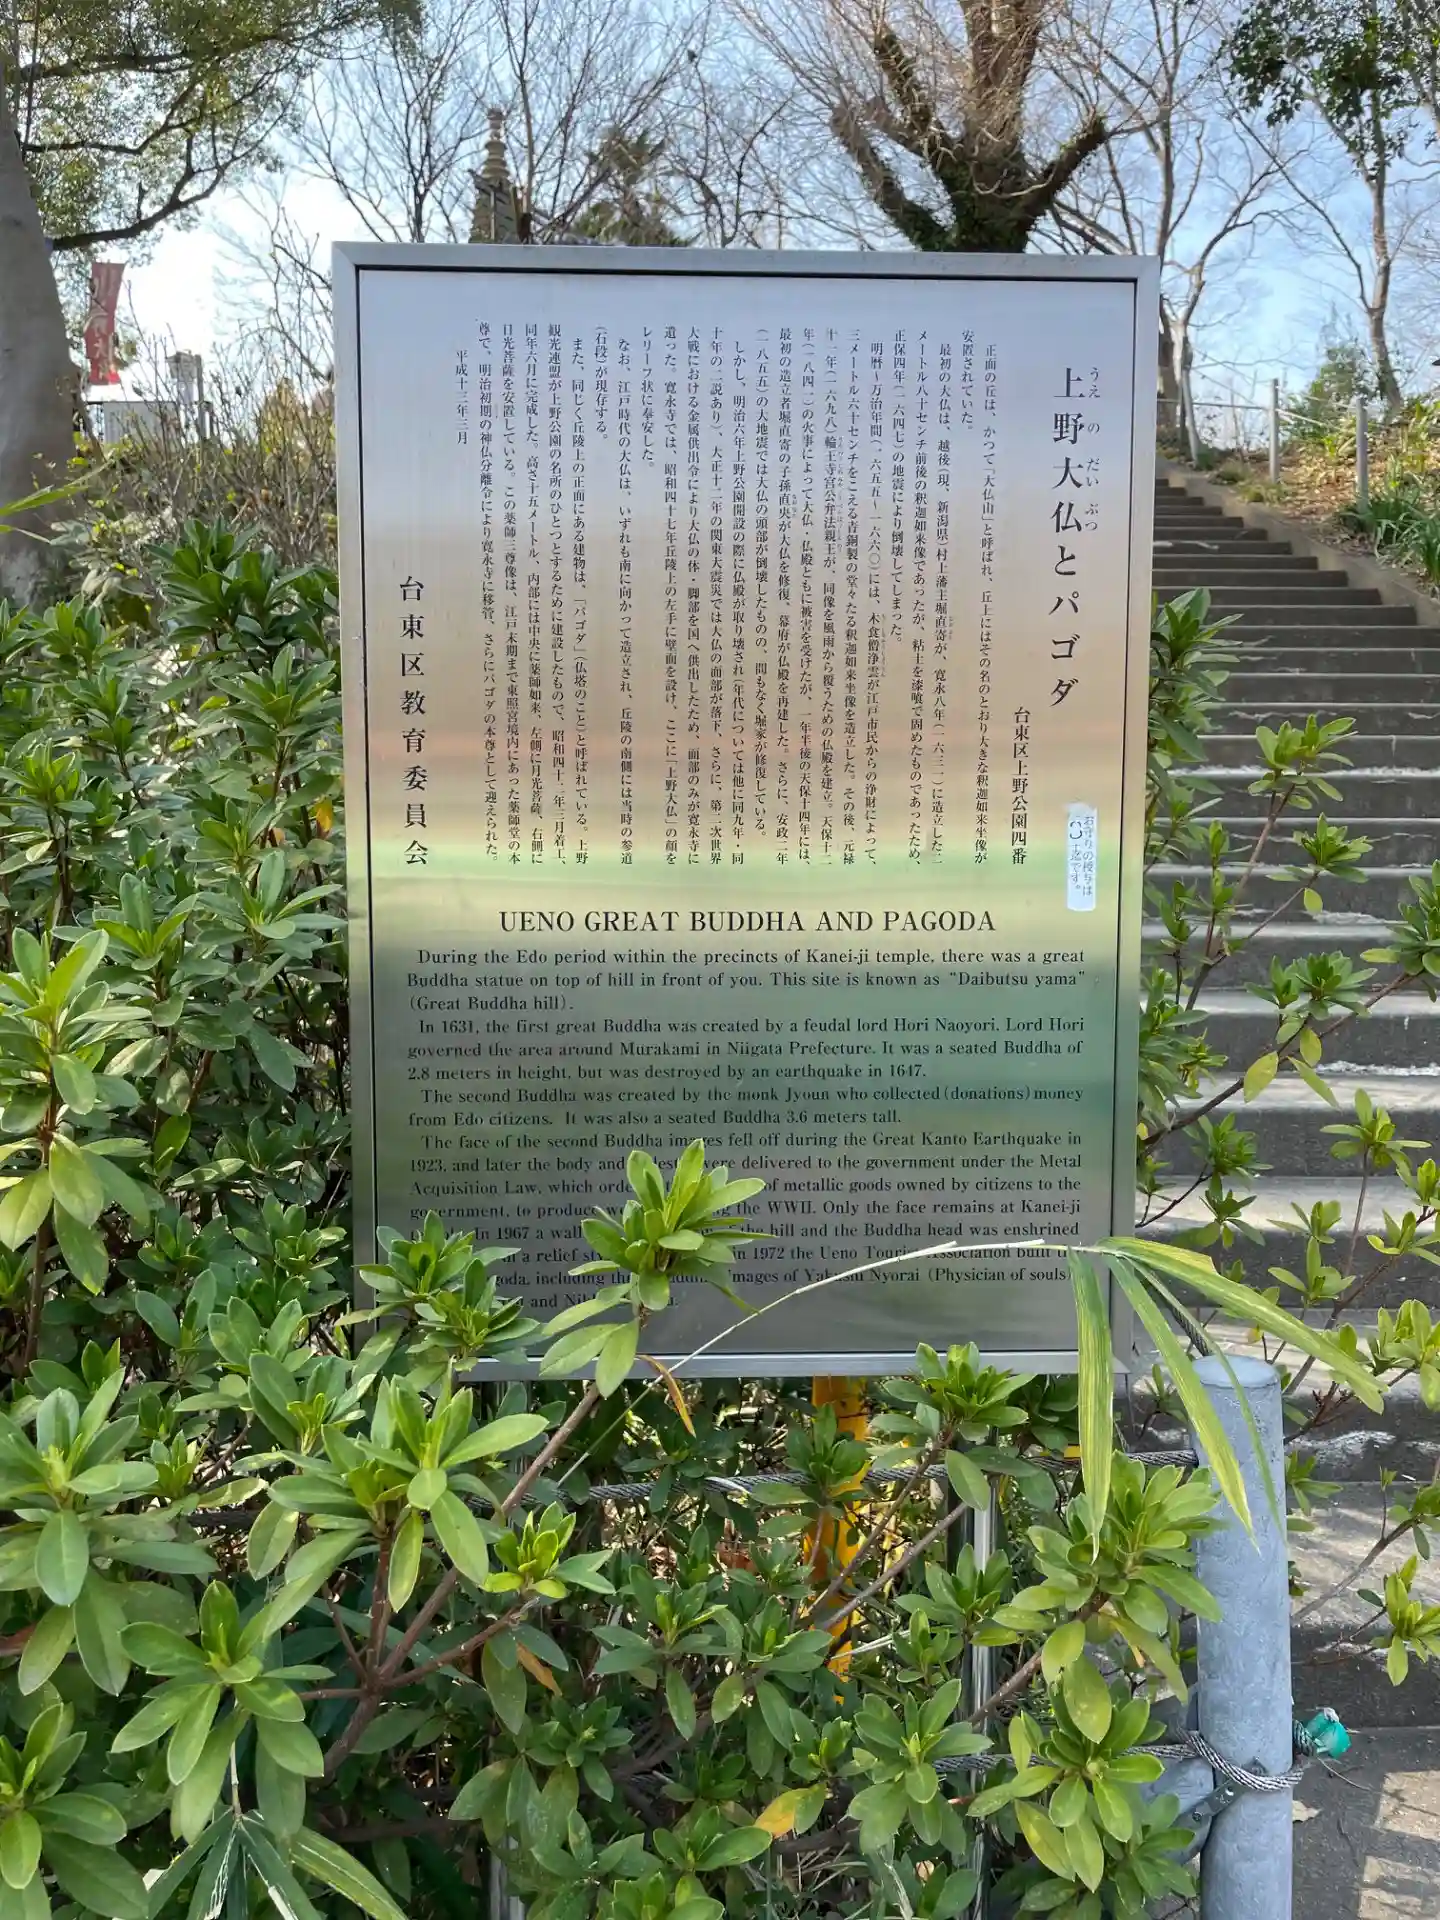 上野大仏とパゴダ
うえの だいぶつ
台東区上野公園四番
正面の丘は、かつて「大仏山」と呼ばれ、丘上にはその名のとおり大きな釈迦如来坐像が
安置されていた。
最初の大仏は、越後(現、新潟県)村上藩主堀直寄が、寛永八年(一六三一)に造立した二
メートル八十センチ前後の釈迦如来像であったが、粘土を漆喰で固めたものであったため、
正保四年(一六四七)の地震により倒壊してしまった。
明暦〜万治年間(一六五五〜一六六〇)には、木食僧浄雲が江戸市民からの浄財によって、
三メートル六十センチをこえる青銅製の堂々たる釈迦如来坐像を造立した。その後、元禄
十一年(一六九八)輪王寺宮公弁法親王が、同像を風雨から覆うための仏殿を建立。天保十二
年(一八四一)の火事によって大仏・仏殿ともに被害を受けたが、一年半後の天保十四年には、
最初の造立者堀直寄の子孫直央が大仏を修復、幕府が仏殿を再建した。さらに、安政二年
(一八五五)の大地震では大仏の頭部が倒壊したものの、間もなく堀家が修復している。
しかし、明治六年上野公園開設の際に仏殿が取り壊され(年代については他に同九年・同
十年の二説あり)、大正十二年の関東大震災では大仏の面部が落下、さらに、第二次世界
大戦における金属供出令により大仏の体・脚部を国へ供出したため、面部のみが寛永寺に
遺った。寛永寺では、昭和四十七年丘陵上の左手に壁面を設け、ここに「上野大仏」の顔を
レリーフ状に奉安した。
なお、江戸時代の大仏は、いずれも南に向かって造立され、丘陵の南側には当時の参道
(石段)が現存する。
また、同じく丘陵上の正面にある建物は、「パゴダ」(仏塔のこと)と呼ばれている。上野
観光連盟が上野公園の名所のひとつとするために建設したもので、昭和四十二年三月着工、
同年六月に完成した。高さ十五メートル、内部には中央に薬師如来、左側に月光菩薩、右側に
日光菩薩を安置している。この薬師三尊像は、江戸末期まで東照宮境内にあった薬師堂の本
尊で、明治初期の神仏分離令により寛永寺に移管、さらにパゴダの本尊として迎えられた。
平成十三年三月
台東区教育委員会
お守りの授与は
です。
UENO GREAT BUDDHA AND PAGODA
During the Edo period within the precincts of Kanei-ji temple, there was a great
Buddha statue on top of hill in front of you. This site is known as "Daibutsu yama"
(Great Buddha hill).
In 1631, the first great Buddha was created by a feudal lord Hori Naoyori. Lord Hori
governed the area around Murakami in Niigata Prefecture. It was a seated Buddha of
2.8 meters in height, but was destroyed by an earthquake in 1647.
The second Buddha was created by the monk Jyoun who collected (donations) money
from Edo citizens. It was also a seated Buddha 3.6 meters tall.
The face of the second Buddha images fell off during the Great Kanto Earthquake in
1923, and later the body and were delivered to the government under the Metal
Acquisition Law, which of metallic goods owned by citizens to the
government, to produce the WWII. Only the face remains at Kanei-ji
In 1967 a wall the hill and the Buddha head was enshrined
a relief in 1972 the Ueno Tourist Association built
including images of Yakushi Nyorai (Physician of souls)
and